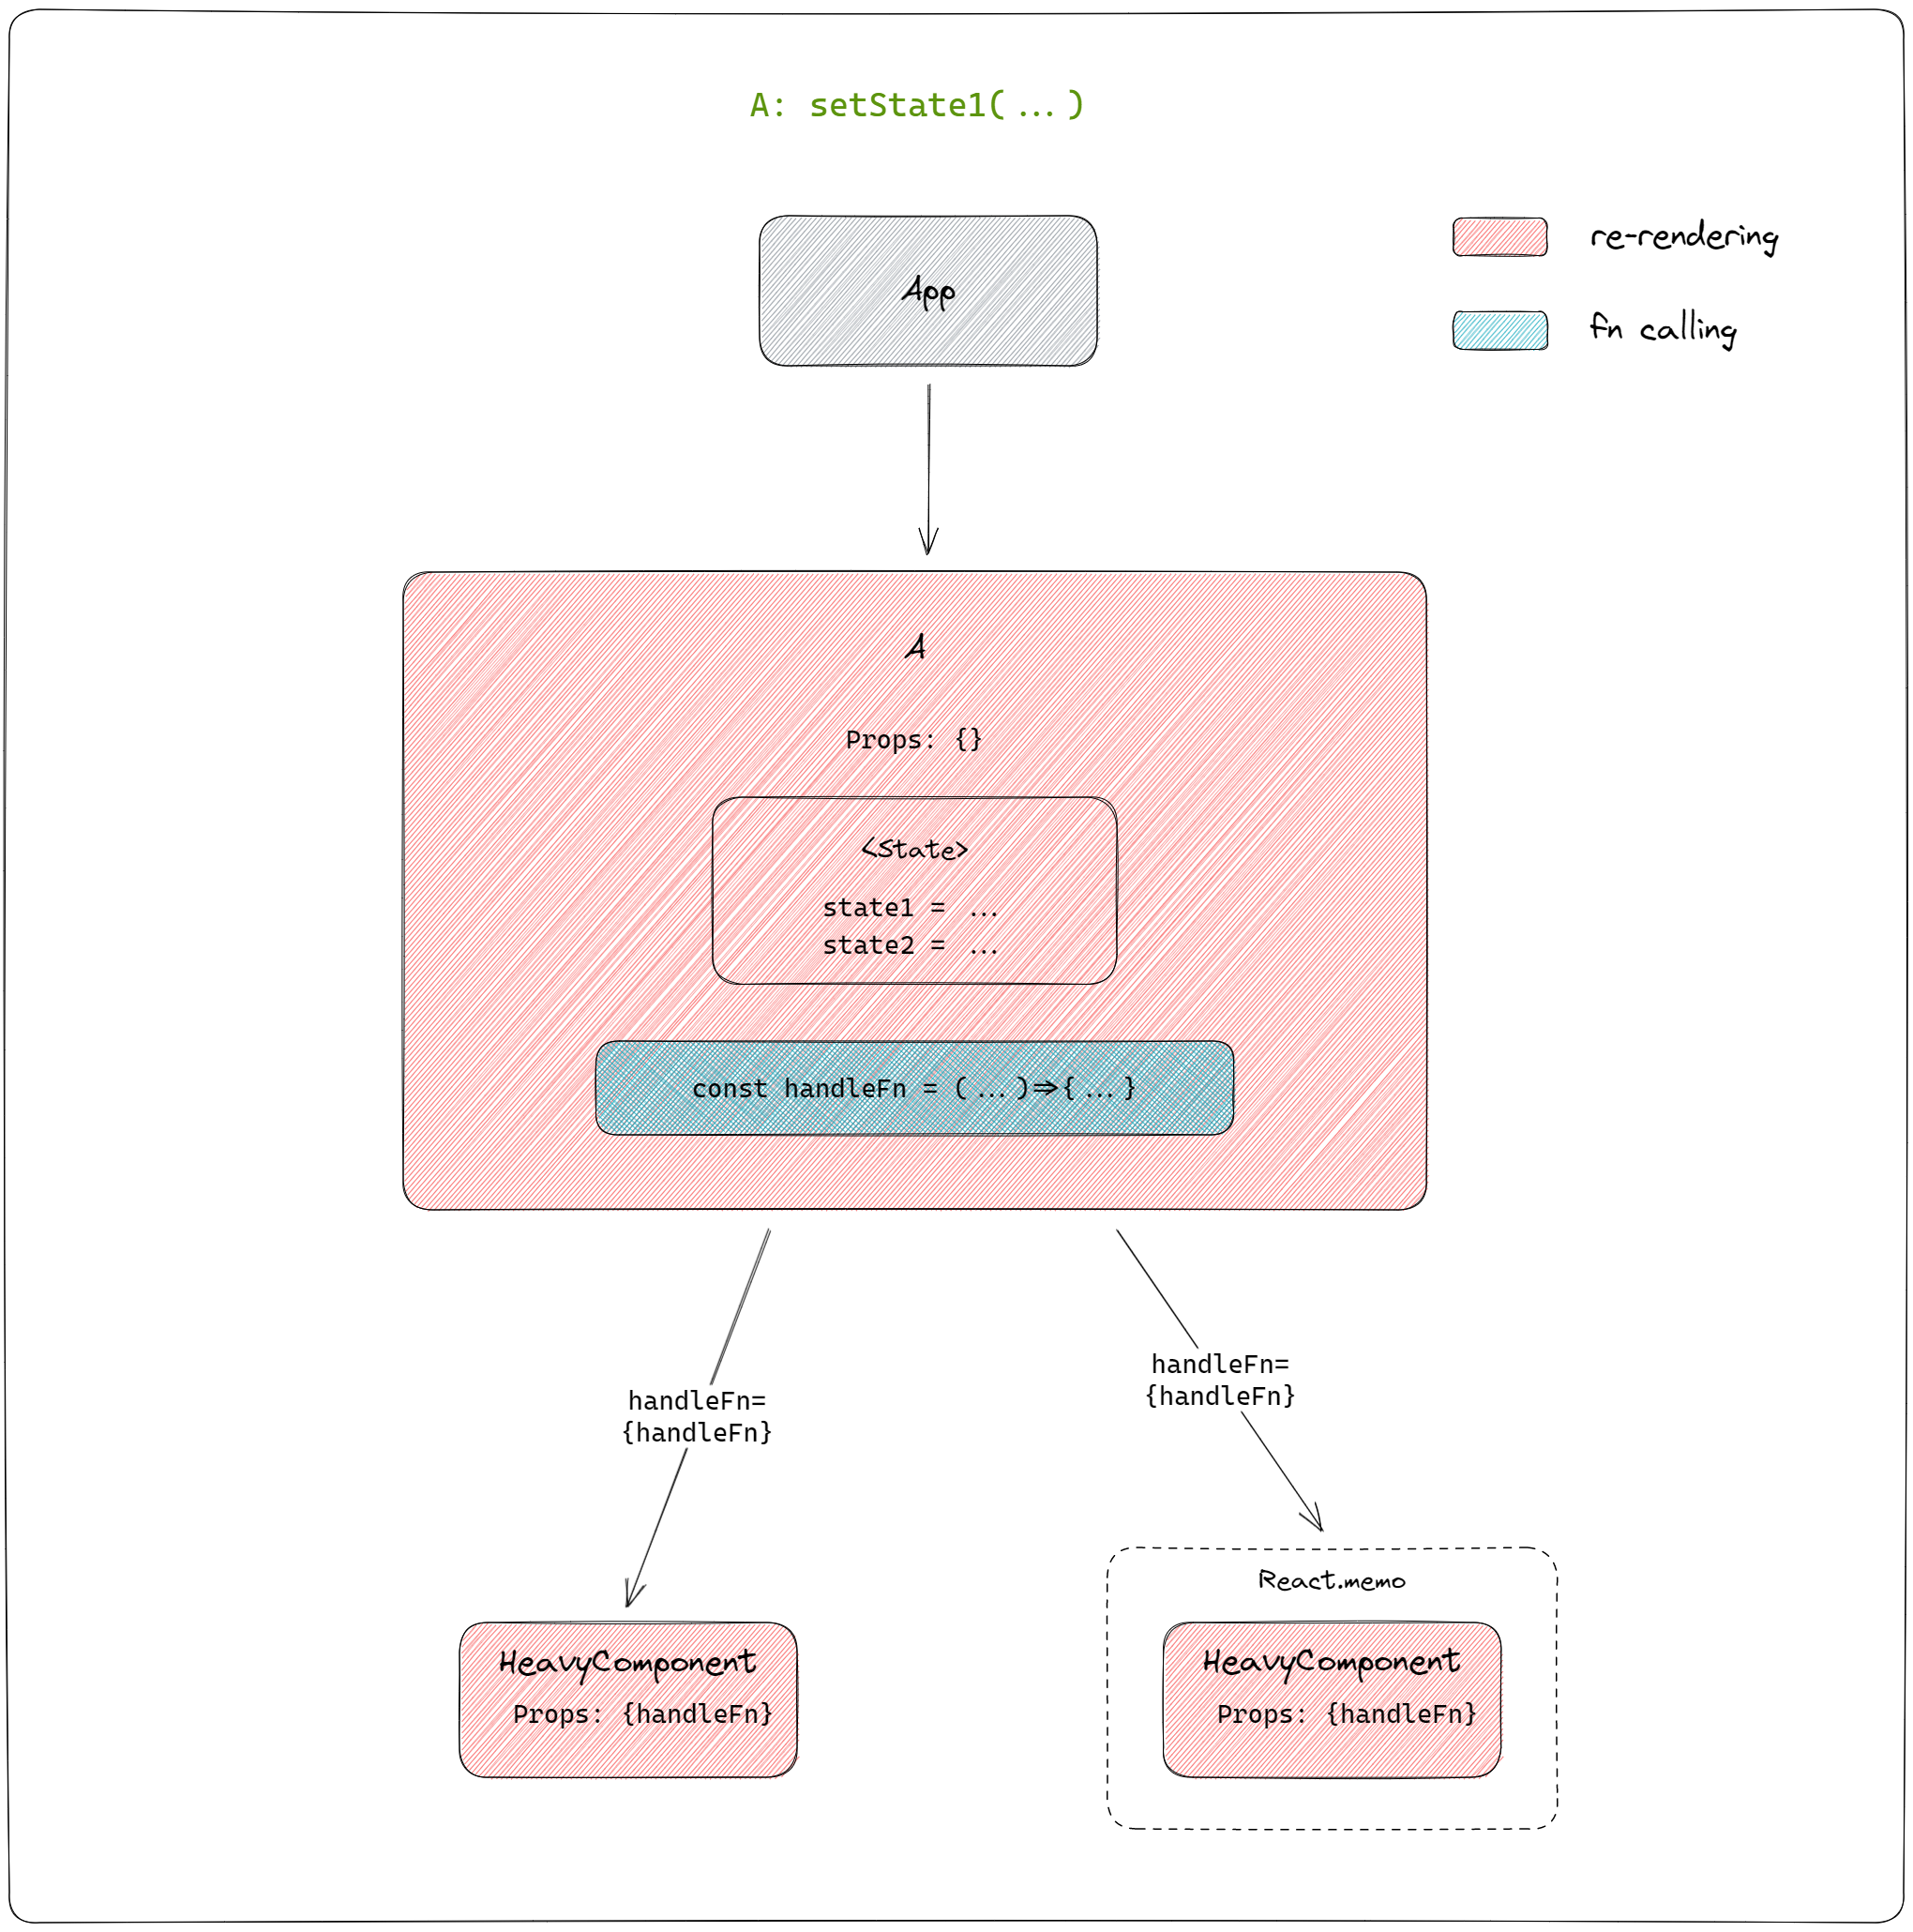 A: setState1(...)
App
re-rendering
fn calling
A
Props: {}
<State>
state1 = ...
state2 = ...
const handleFn = (...)⇒{...}
handleFn=
{handleFn}
handleFn=
{handleFn}
HeavyComponent
Props: {handleFn}
React.memo
HeavyComponent
Props: {handleFn}